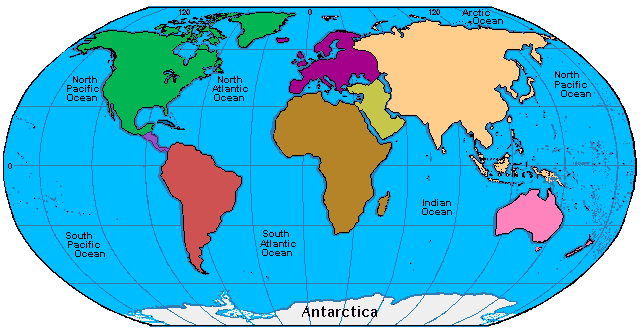 120
0
120
Arctic
Ocean
North
Pacific
Ocean
North
Atlantic
Ocean
North
Pacific
Ocean
0
Indian
Ocean
South
Pacific
Ocean
South
Atlantic
Ocean
Antarctica